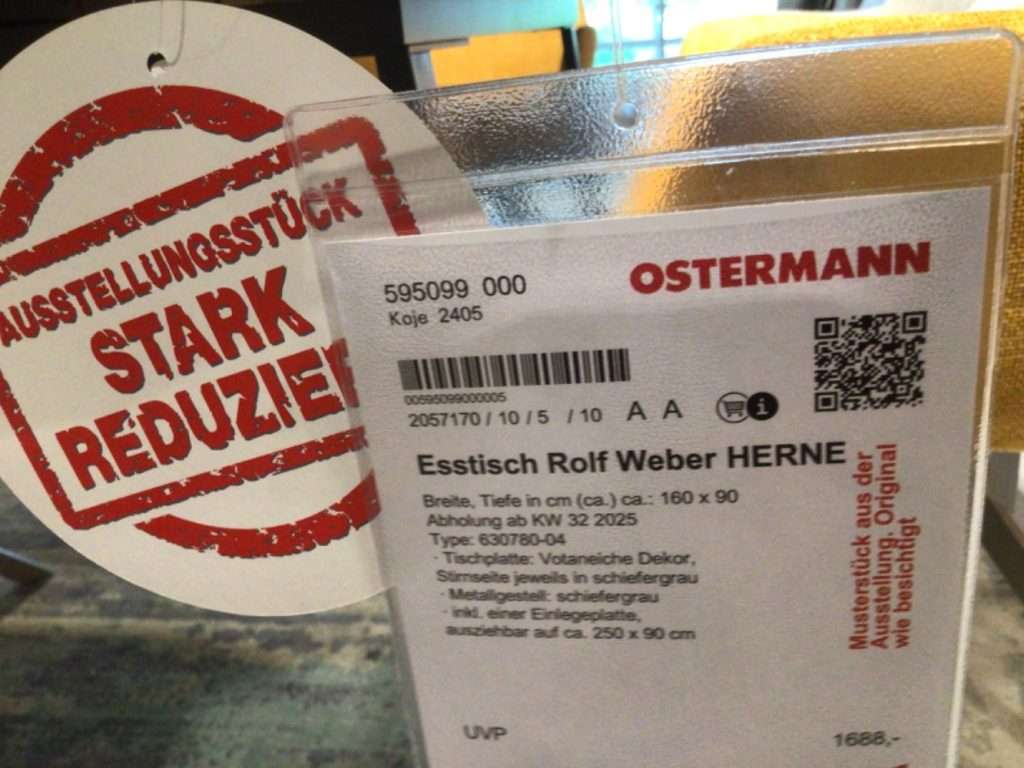 AUSSTELLUNGSSTÜCK
STARK
REDUZIER
595099 000
OSTERMANN
Koje 2405
00595099000005
2057170 / 10 / 5 / 10 A A
Esstisch Rolf Weber HERNE
Breite, Tiefe in cm (ca.) ca.: 160 x 90
Abholung ab KW 32 2025
Type: 630780-04
· Tischplatte: Votaneiche Dekor,
Stirnseite jeweils in schiefergrau
· Metallgestell: schiefergrau
· inkl. einer Einlegeplatte,
ausziehbar auf ca. 250 x 90 cm
Musterstück aus der
Ausstellung. Original
wie besichtigt
UVP 1688,-